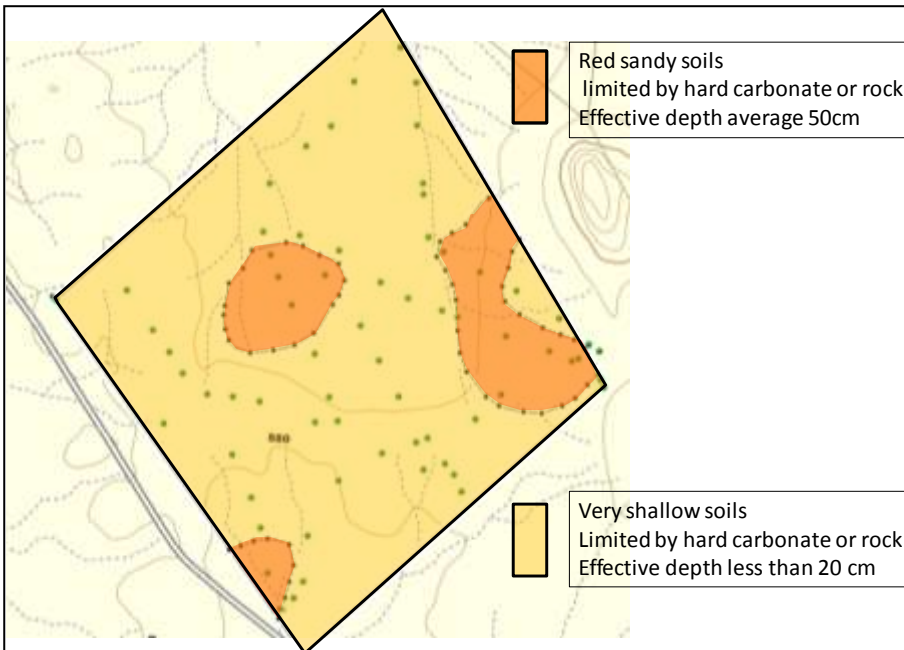 Red sandy soils
limited by hard carbonate or rock
Effective depth average 50cm
880
Very shallow soils
Limited by hard carbonate or rock
Effective depth less than 20 cm